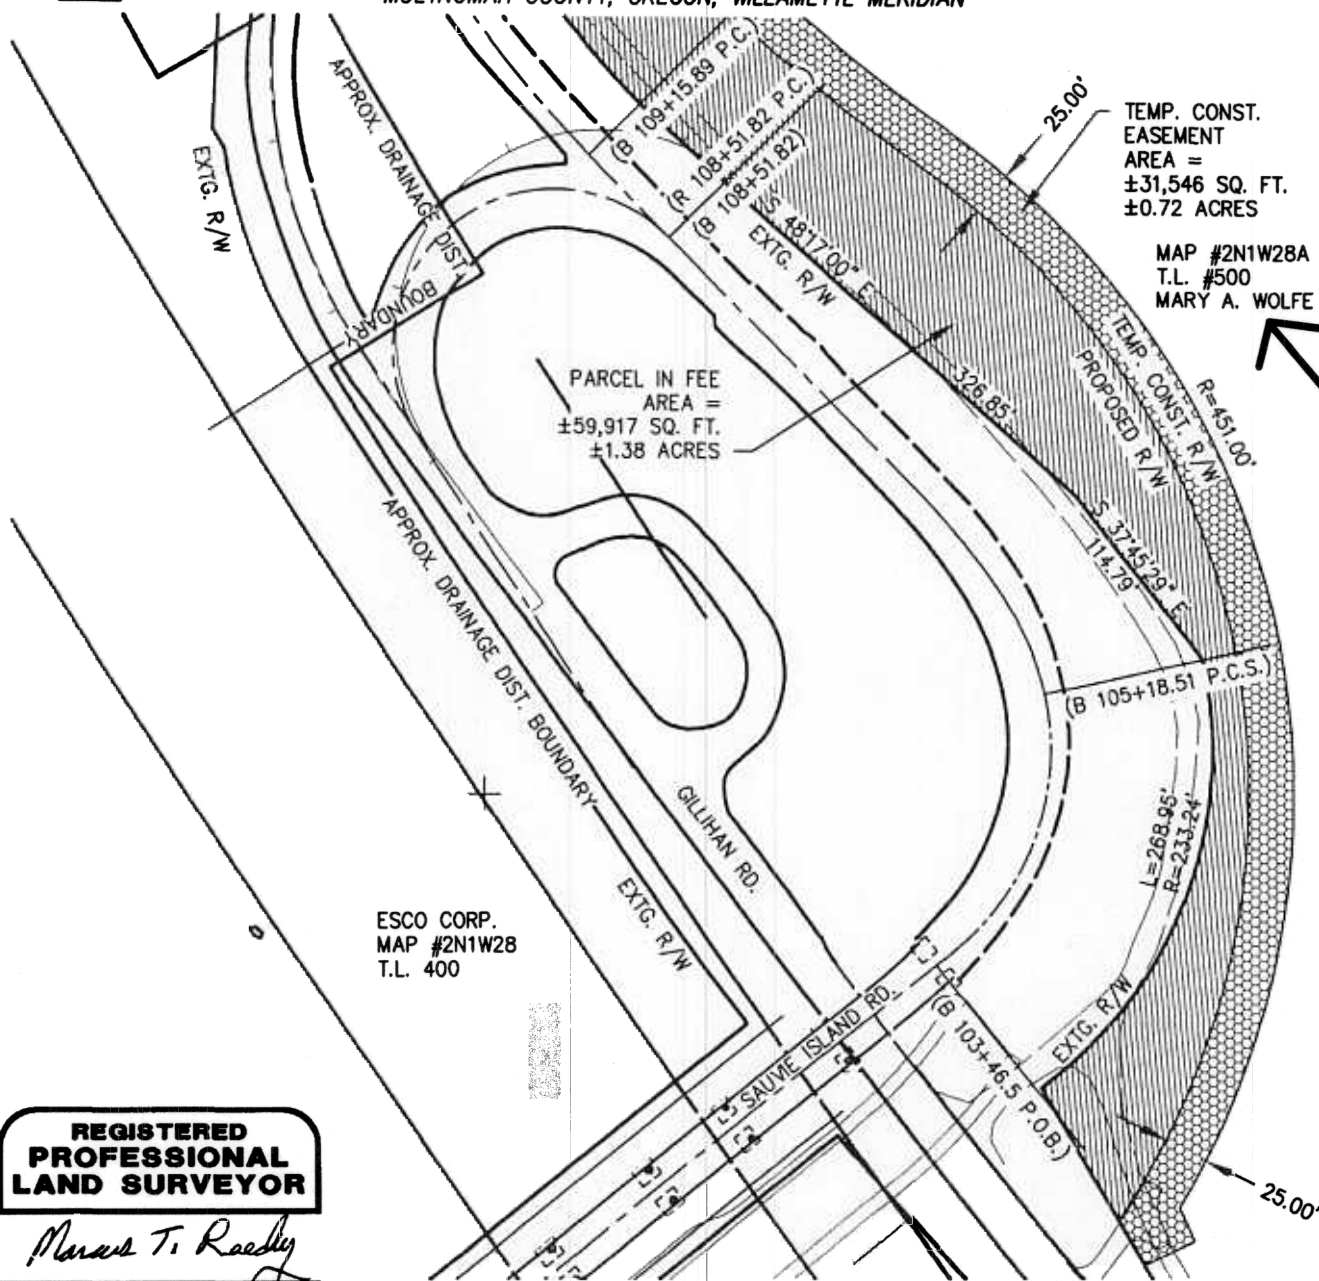 MULTNOMAH COUNTY, OREGON, WILLAMETTE MERIDIAN
(B 109+15.89 P.C.)
(R 108+51.82 P.C.)
(B 108+51.82)
25.00'
TEMP. CONST.
EASEMENT
AREA =
±31,546 SQ. FT.
±0.72 ACRES
MAP #2N1W28A
T.L. #500
MARY A. WOLFE
APPROX. DRAINAGE DIST.
BOUNDARY
EXTG. R/W
S 48°17'00" E
326.85'
EXTG. R/W
TEMP. CONST. R/W
PROPOSED R/W
R=451.00'
PARCEL IN FEE
AREA =
±59,917 SQ. FT.
±1.38 ACRES
S 37°45'29" E
114.79'
APPROX. DRAINAGE DIST. BOUNDARY
(B 105+18.51 P.C.S.)
GILLIHAN RD.
L=268.95'
R=233.24'
EXTG. R/W
ESCO CORP.
MAP #2N1W28
T.L. 400
SAUVIE ISLAND RD.
(B 103+46.5 P.O.B.)
EXTG. R/W
25.00'
REGISTERED
PROFESSIONAL
LAND SURVEYOR
Marcus T. Reedy